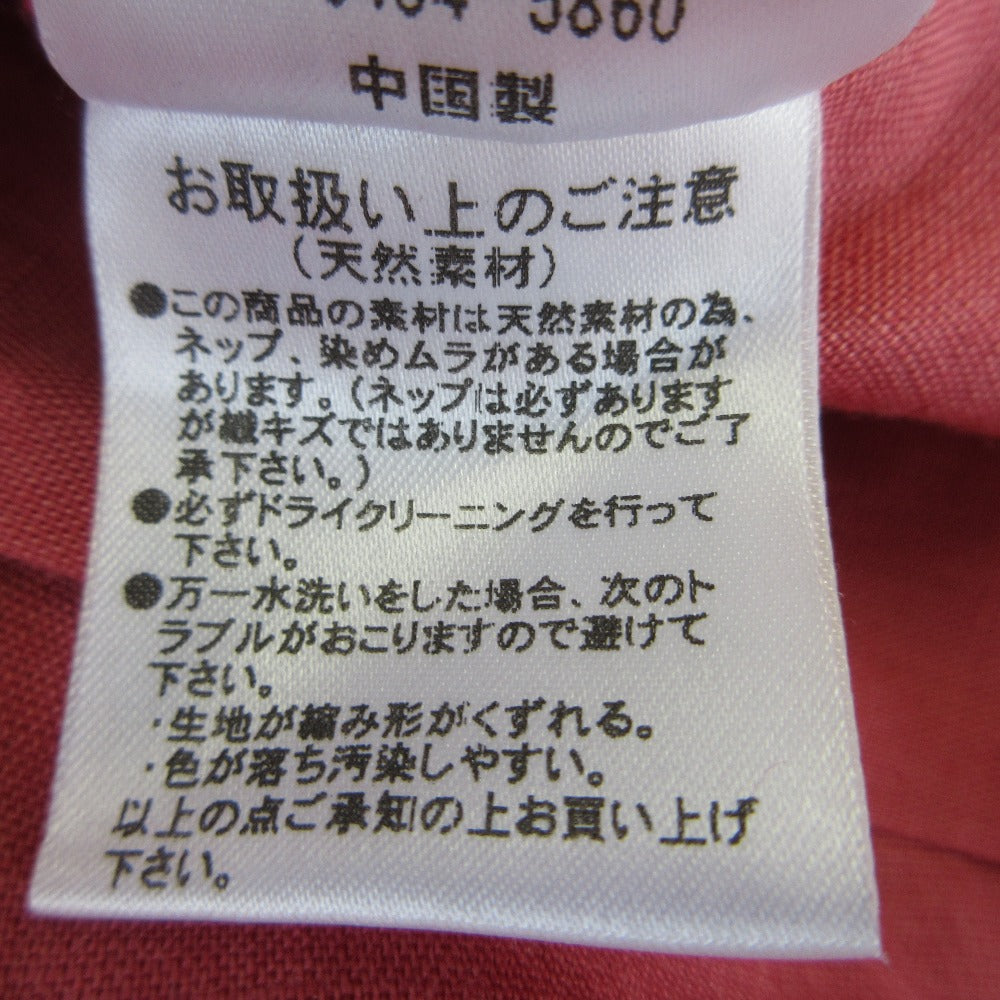 5860
中国製
お取扱い上のご注意
(天然素材)
●この商品の素材は天然素材の為、
ネップ、染めムラがある場合が
あります。(ネップは必ずあります
が織キズではありませんのでご了
承下さい。)
●必ずドライクリーニングを行って
下さい。
●万一水洗いをした場合、次のト
ラブルがおこりますので避けて
下さい。
・生地が縮み形がくずれる。
・色が落ち汚染しやすい。
以上の点ご承知の上お買い上げ
下さい。